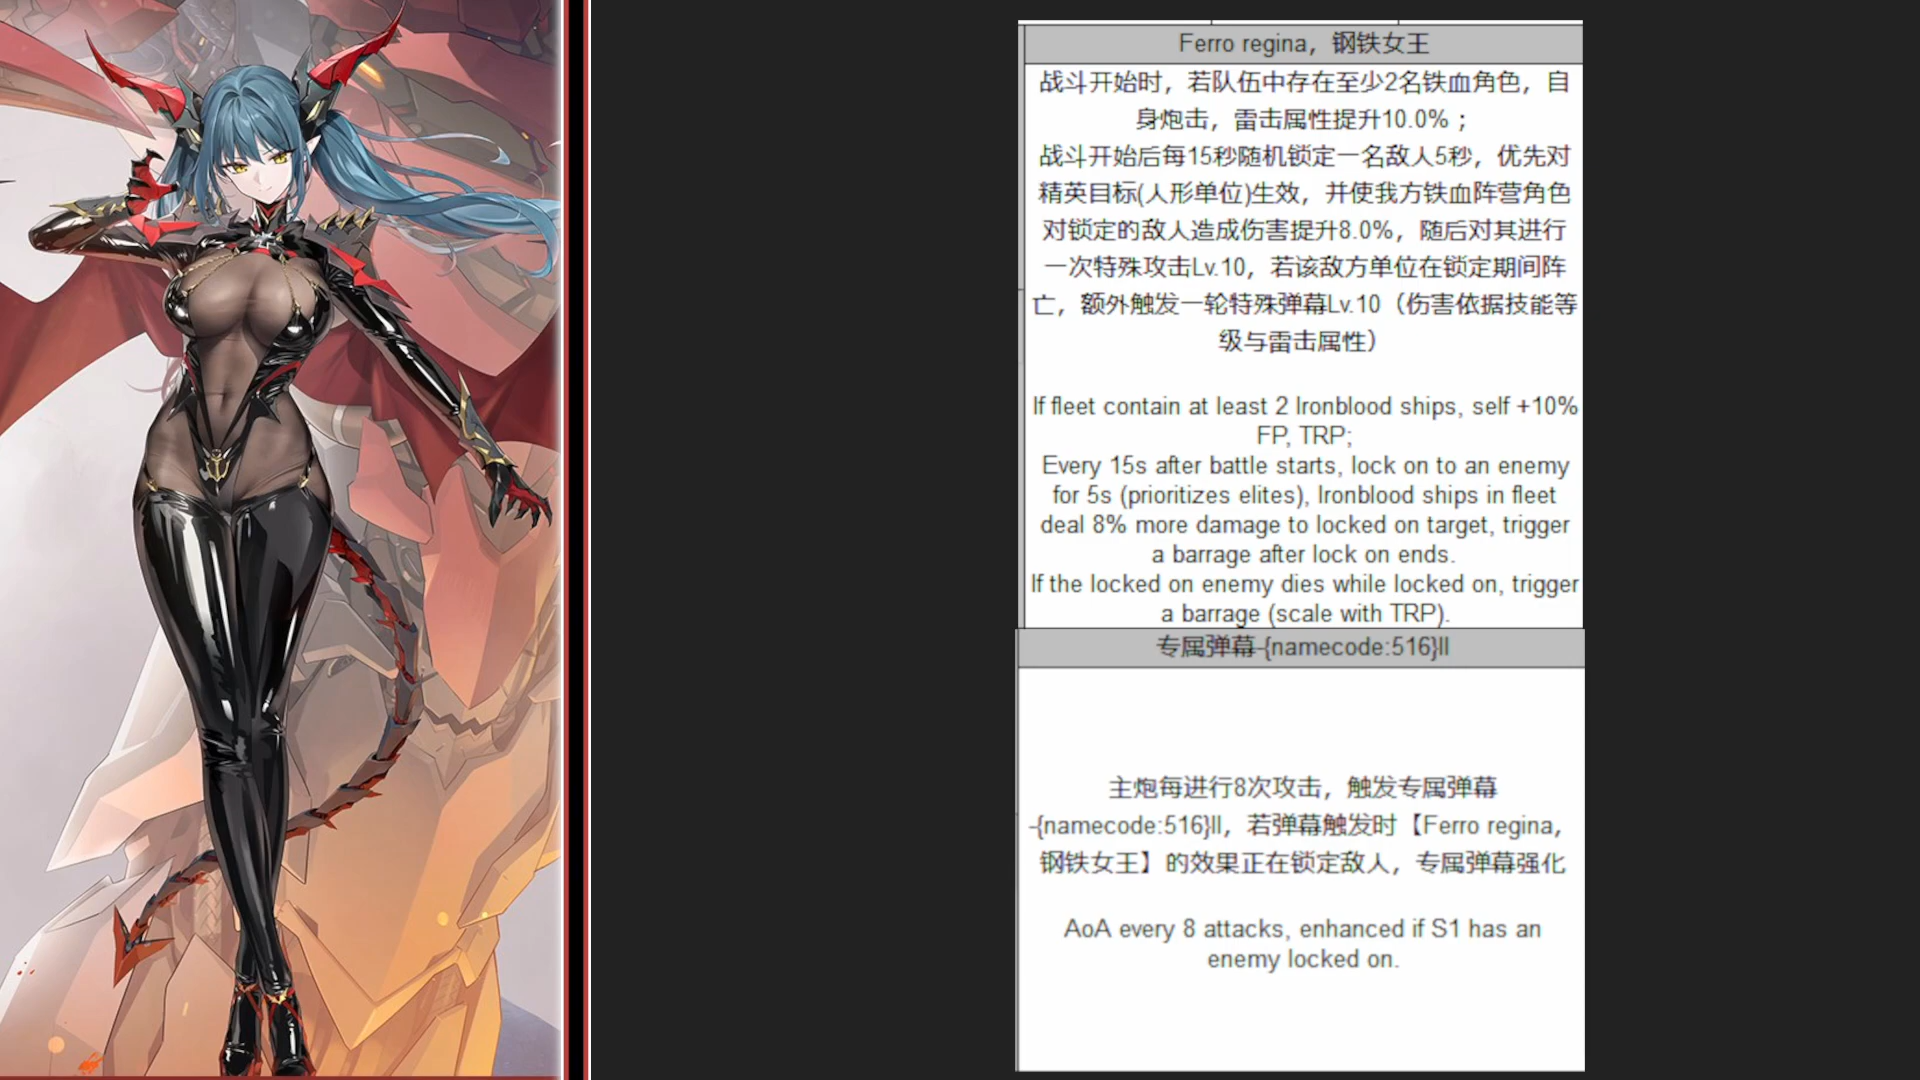 Ferro regina，钢铁女王
战斗开始时，若队伍中存在至少2名铁血角色，自
身炮击，雷击属性提升10.0%；
战斗开始后每15秒随机锁定一名敌人5秒，优先对
精英目标(人形单位)生效，并使我方铁血阵营角色
对锁定的敌人造成伤害提升8.0%，随后对其进行
一次特殊攻击Lv.10，若该敌方单位在锁定期间阵
亡，额外触发一轮特殊弹幕Lv.10（伤害依据技能等
级与雷击属性）
If fleet contain at least 2 Ironblood ships, self +10%
FP, TRP;
Every 15s after battle starts, lock on to an enemy
for 5s (prioritizes elites), Ironblood ships in fleet
deal 8% more damage to locked on target, trigger
a barrage after lock on ends.
If the locked on enemy dies while locked on, trigger
a barrage (scale with TRP).
专属弹幕-{namecode:516}II
主炮每进行8次攻击，触发专属弹幕
-{namecode:516}II，若弹幕触发时【Ferro regina，
钢铁女王】的效果正在锁定敌人，专属弹幕强化
AoA every 8 attacks, enhanced if S1 has an
enemy locked on.